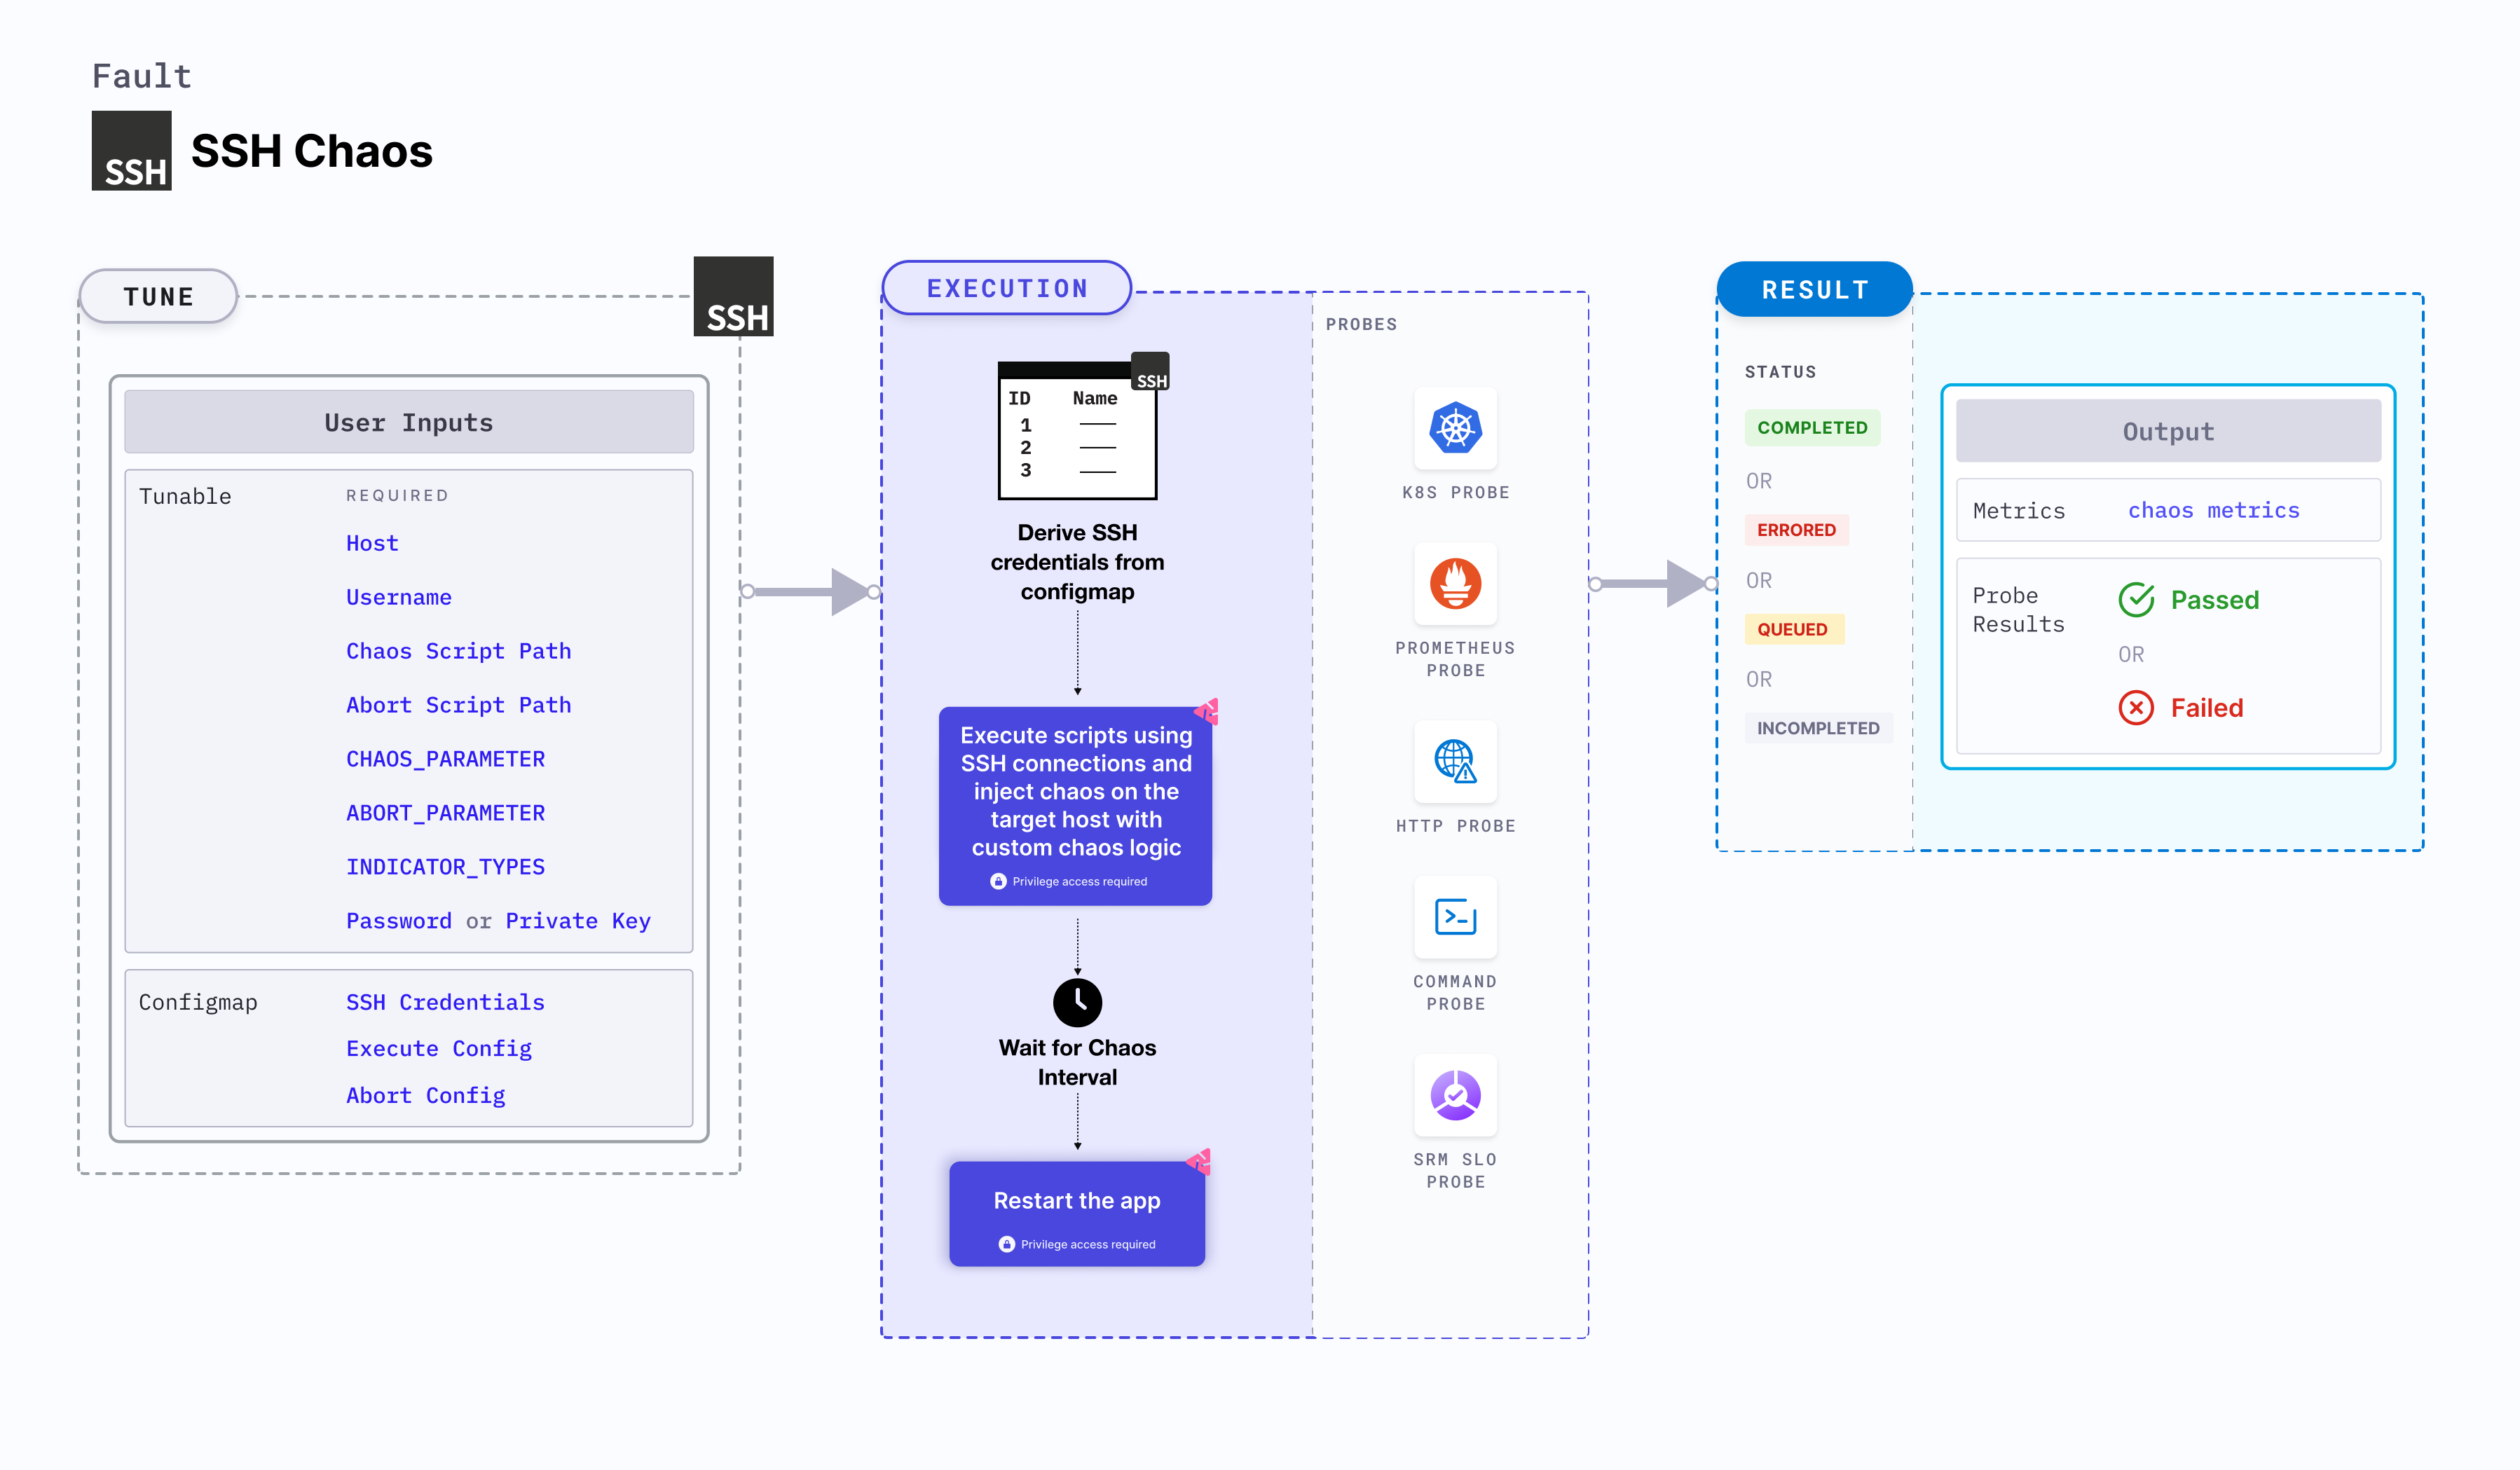 Fault
SSH
SSH Chaos
TUNE
SSH
User Inputs
Tunable
REQUIRED
Host
Username
Chaos Script Path
Abort Script Path
CHAOS_PARAMETER
ABORT_PARAMETER
INDICATOR_TYPES
Password or Private Key
Configmap
SSH Credentials
Execute Config
Abort Config
EXECUTION
SSH
ID Name
1
2
3
Derive SSH
credentials from
configmap
Execute scripts using
SSH connections and
inject chaos on the
target host with
custom chaos logic
Privilege access required
Wait for Chaos
Interval
Restart the app
Privilege access required
PROBES
K8S PROBE
PROMETHEUS
PROBE
HTTP PROBE
COMMAND
PROBE
SRM SLO
PROBE
RESULT
STATUS
COMPLETED
OR
ERRORED
OR
QUEUED
OR
INCOMPLETED
Output
Metrics
chaos metrics
Probe
Results
Passed
OR
Failed